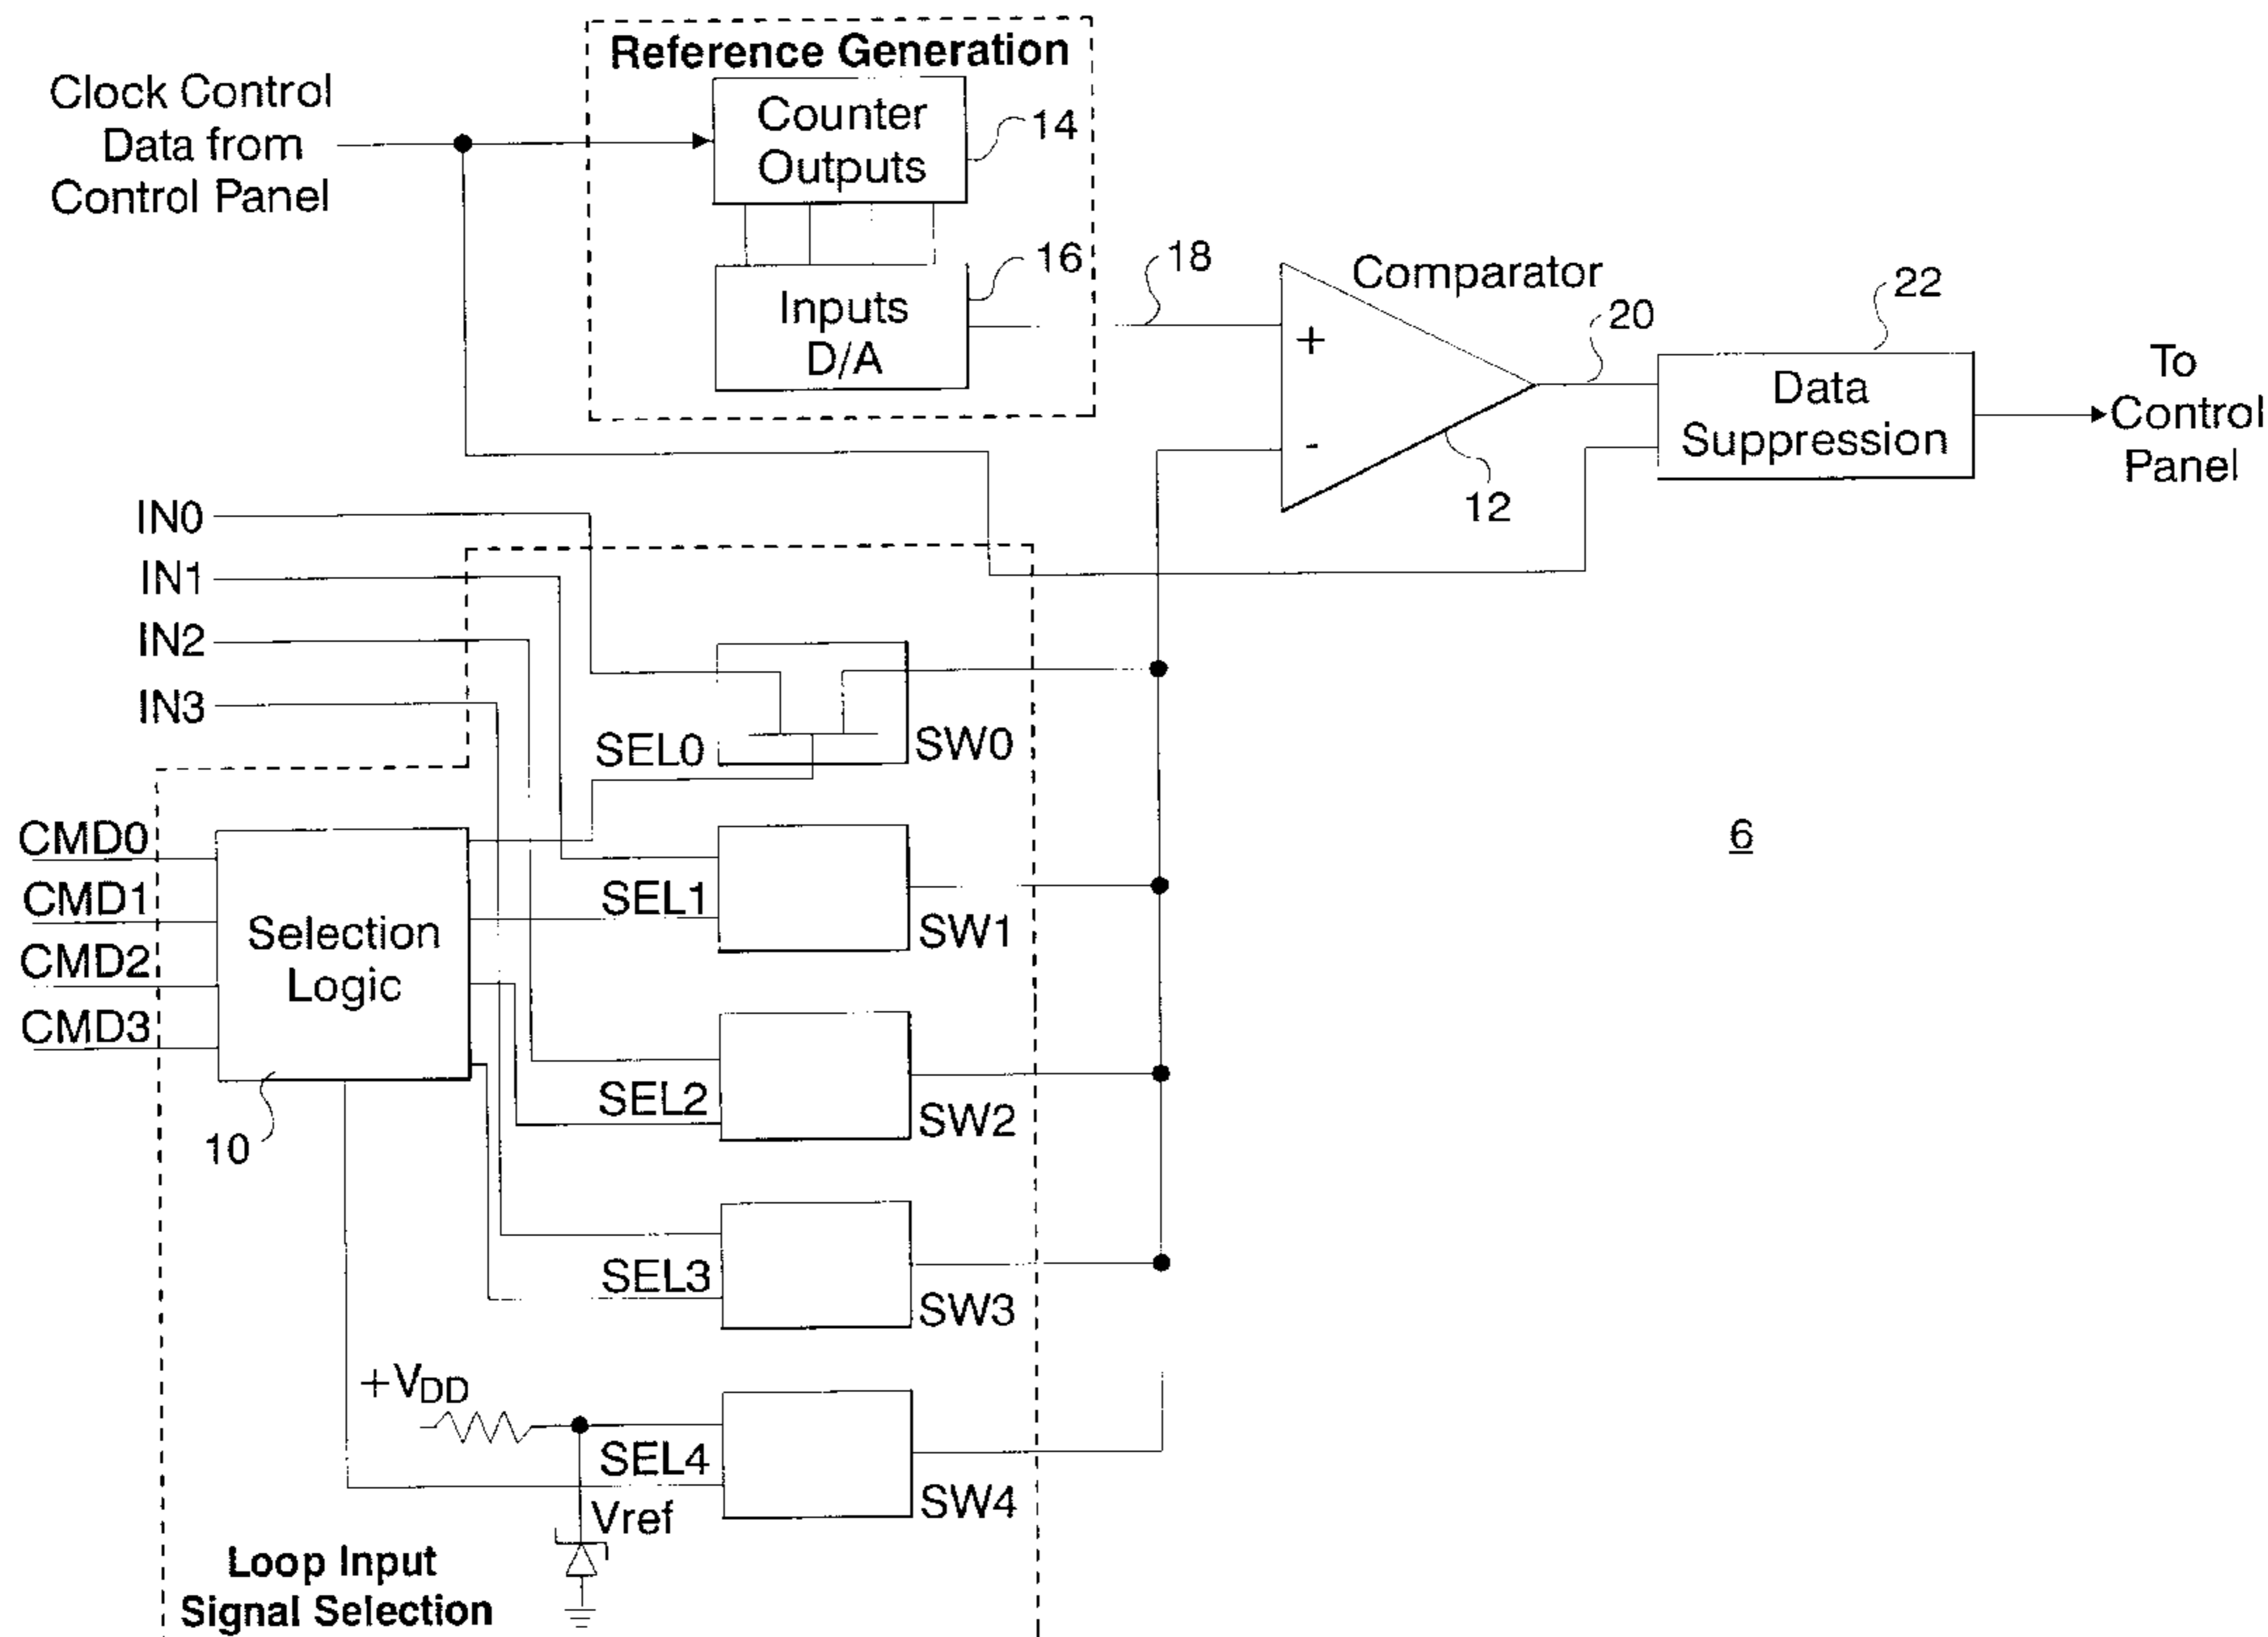 Reference Generation
Clock Control
Data from
Control Panel
Counter
Outputs
14
Inputs
D/A
16
18
Comparator
+
-
12
20
22
Data
Suppression
To
Control
Panel
IN0
IN1
IN2
IN3
SEL0
SW0
CMD0
CMD1
CMD2
CMD3
Selection
Logic
10
SEL1
SW1
6
SEL2
SW2
SEL3
SW3
+VDD
SEL4
SW4
Vref
Loop Input
Signal Selection